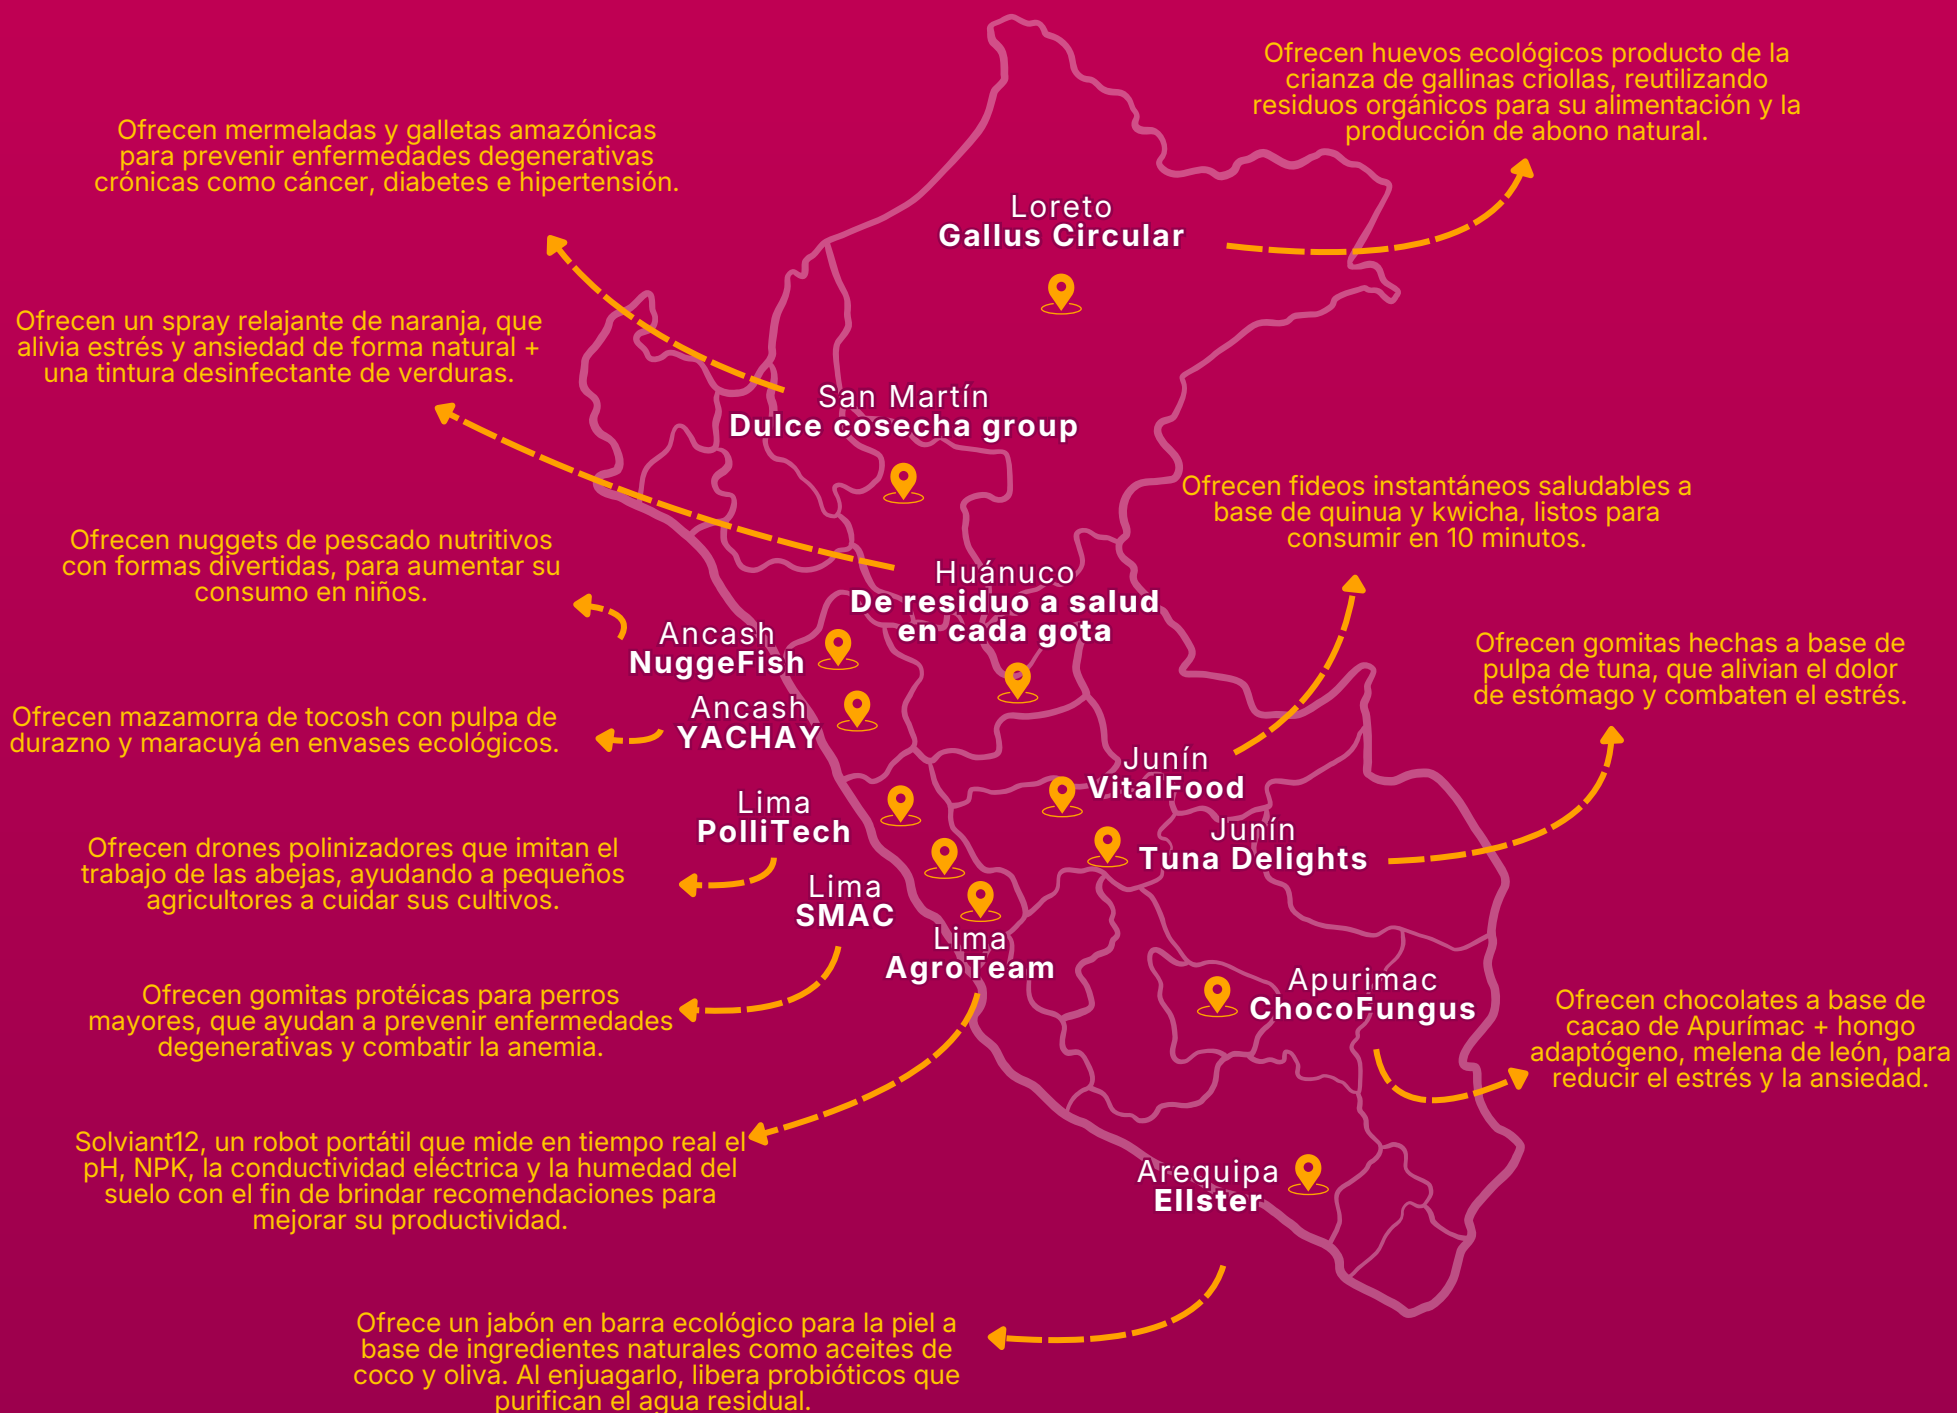 Ofrecen huevos ecológicos producto de la
crianza de gallinas criollas, reutilizando
residuos orgánicos para su alimentación y la
producción de abono natural.
Loreto
Gallus Circular
Ofrecen mermeladas y galletas amazónicas
para prevenir enfermedades degenerativas
crónicas como cáncer, diabetes e hipertensión.
San Martín
Dulce cosecha group
Ofrecen un spray relajante de naranja, que
alivia estrés y ansiedad de forma natural +
una tintura desinfectante de verduras.
Huánuco
De residuo a salud
en cada gota
Ofrecen nuggets de pescado nutritivos
con formas divertidas, para aumentar su
consumo en niños.
Ancash
NuggeFish
Ofrecen mazamorra de tocosh con pulpa de
durazno y maracuyá en envases ecológicos.
Ancash
YACHAY
Ofrecen fideos instantáneos saludables a
base de quinua y kwicha, listos para
consumir en 10 minutos.
Junín
VitalFood
Ofrecen gomitas hechas a base de
pulpa de tuna, que alivian el dolor
de estómago y combaten el estrés.
Junín
Tuna Delights
Lima
PolliTech
Ofrecen drones polinizadores que imitan el
trabajo de las abejas, ayudando a pequeños
agricultores a cuidar sus cultivos.
Lima
SMAC
Ofrecen gomitas protéicas para perros
mayores, que ayudan a prevenir enfermedades
degenerativas y combatir la anemia.
Lima
AgroTeam
Solviant12, un robot portátil que mide en tiempo real el
pH, NPK, la conductividad eléctrica y la humedad del
suelo con el fin de brindar recomendaciones para
mejorar su productividad.
Apurimac
ChocoFungus
Ofrecen chocolates a base de
cacao de Apurímac + hongo
adaptógeno, melena de león, para
reducir el estrés y la ansiedad.
Arequipa
Ellster
Ofrece un jabón en barra ecológico para la piel a
base de ingredientes naturales como aceites de
coco y oliva. Al enjuagarlo, libera probióticos que
purifican el agua residual.